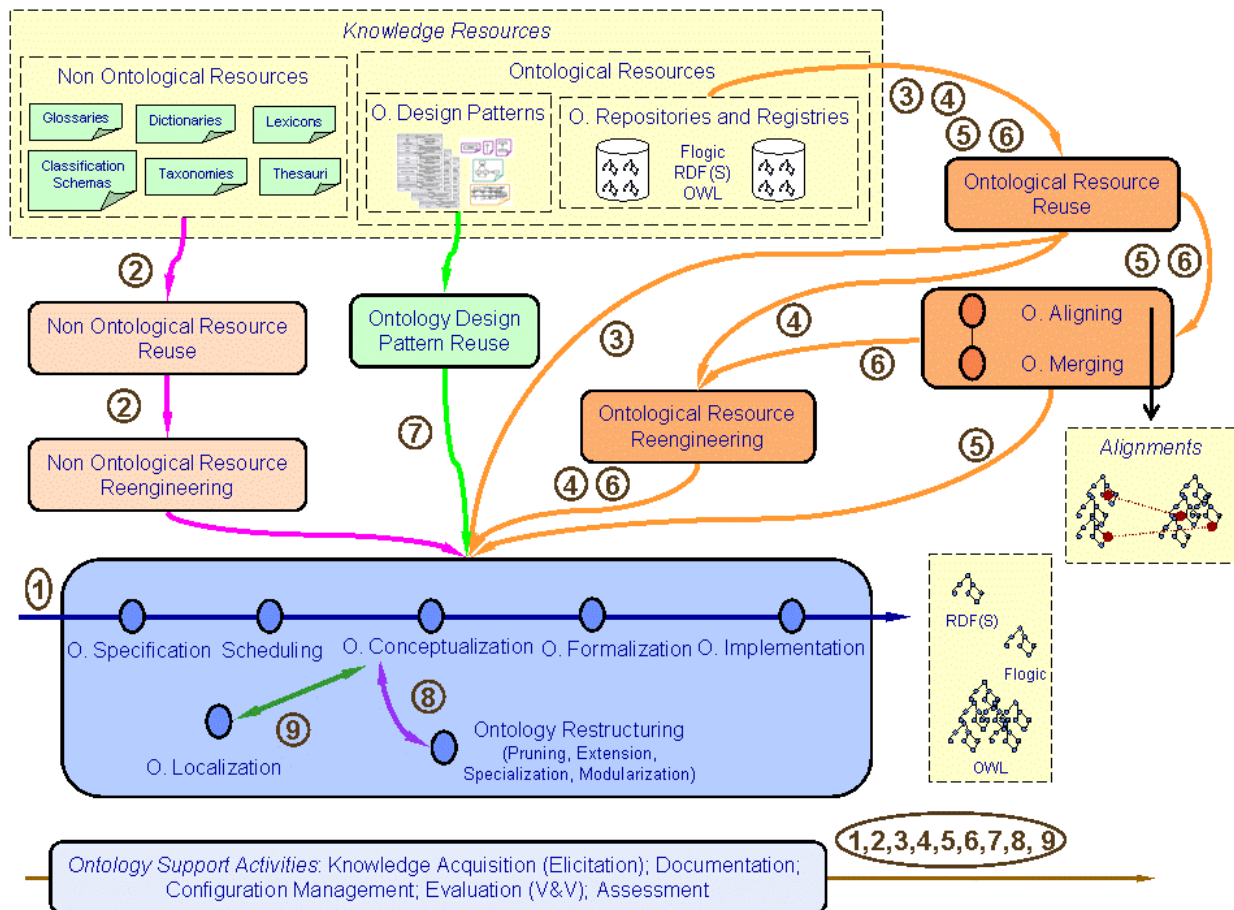 Knowledge Resources
Non Ontological Resources
Glossaries
Dictionaries
Lexicons
Classification
Schemas
Taxonomies
Thesauri
Ontological Resources
O. Design Patterns
O. Repositories and Registries
Flogic
RDF(S)
OWL
3 4
5 6
Ontological Resource
Reuse
2
5 6
Non Ontological Resource
Reuse
Ontology Design
Pattern Reuse
3
4
6
O. Aligning
O. Merging
2
7
Ontological Resource
Reengineering
5
Non Ontological Resource
Reengineering
4 6
Alignments
1
O. Specification
Scheduling
O. Conceptualization
O. Formalization
O. Implementation
8
9
O. Localization
Ontology Restructuring
(Pruning, Extension,
Specialization, Modularization)
RDF(S)
Flogic
OWL
1,2,3,4,5,6,7,8, 9
Ontology Support Activities: Knowledge Acquisition (Elicitation); Documentation;
Configuration Management; Evaluation (V&V); Assessment